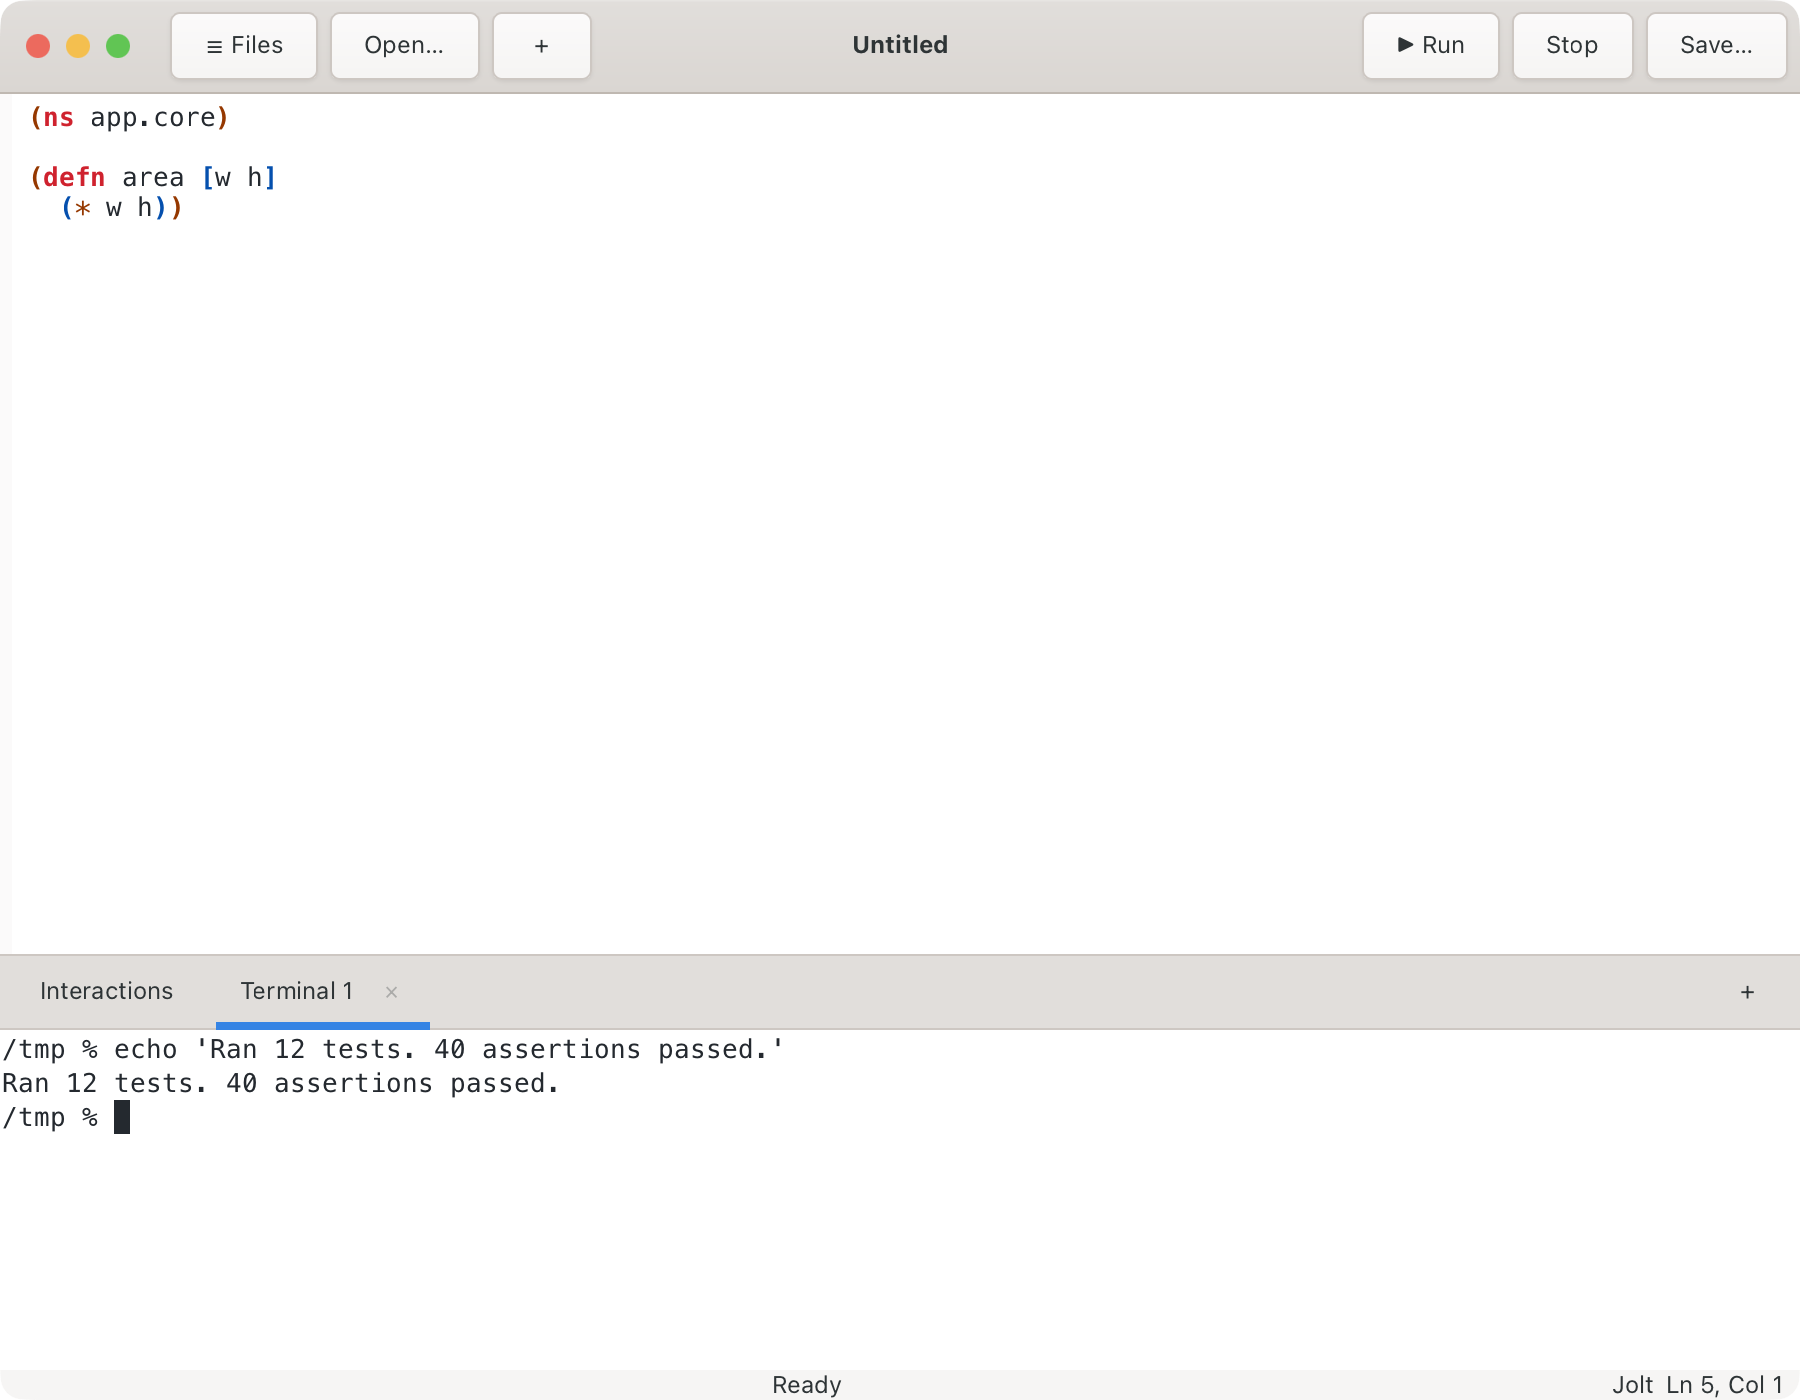 ≡ Files
Open...
+
Untitled
▶ Run
Stop
Save...
(ns app.core)
(defn area [w h]
  (* w h))
Interactions
Terminal 1 ×
+
/tmp % echo 'Ran 12 tests. 40 assertions passed.'
Ran 12 tests. 40 assertions passed.
/tmp %
Ready
Jolt Ln 5, Col 1